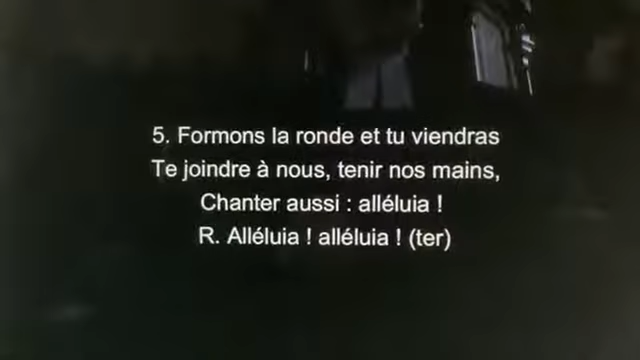 5. Formons la ronde et tu viendras
Te joindre à nous, tenir nos mains,
Chanter aussi : alléluia !
R. Alléluia ! alléluia ! (ter)